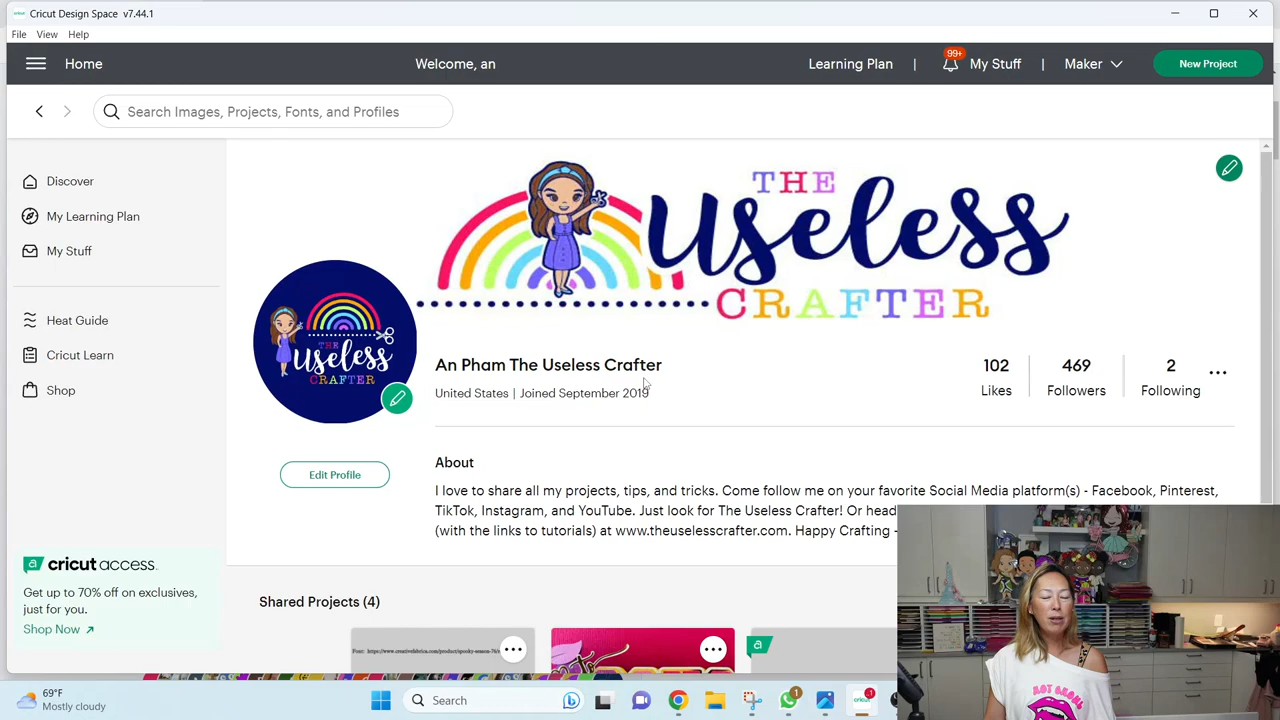 Cricut Design Space v7.44.1
File View Help
Home
Welcome, an
Learning Plan | 99+ My Stuff | Maker
New Project
Search Images, Projects, Fonts, and Profiles
Discover
My Learning Plan
My Stuff
Heat Guide
Cricut Learn
Shop
cricut access.
Get up to 70% off on exclusives,
just for you.
Shop Now
THE
Useless
CRAFTER
THE
Useless
CRAFTER
Edit Profile
An Pham The Useless Crafter
United States | Joined September 2019
102 Likes
469 Followers
2 Following
About
I love to share all my projects, tips, and tricks. Come follow me on your favorite Social Media platform(s) - Facebook, Pinterest,
TikTok, Instagram, and YouTube. Just look for The Useless Crafter! Or head
(with the links to tutorials) at www.theuselesscrafter.com. Happy Crafting -
Shared Projects (4)
69°F
Mostly cloudy
Search
1
1